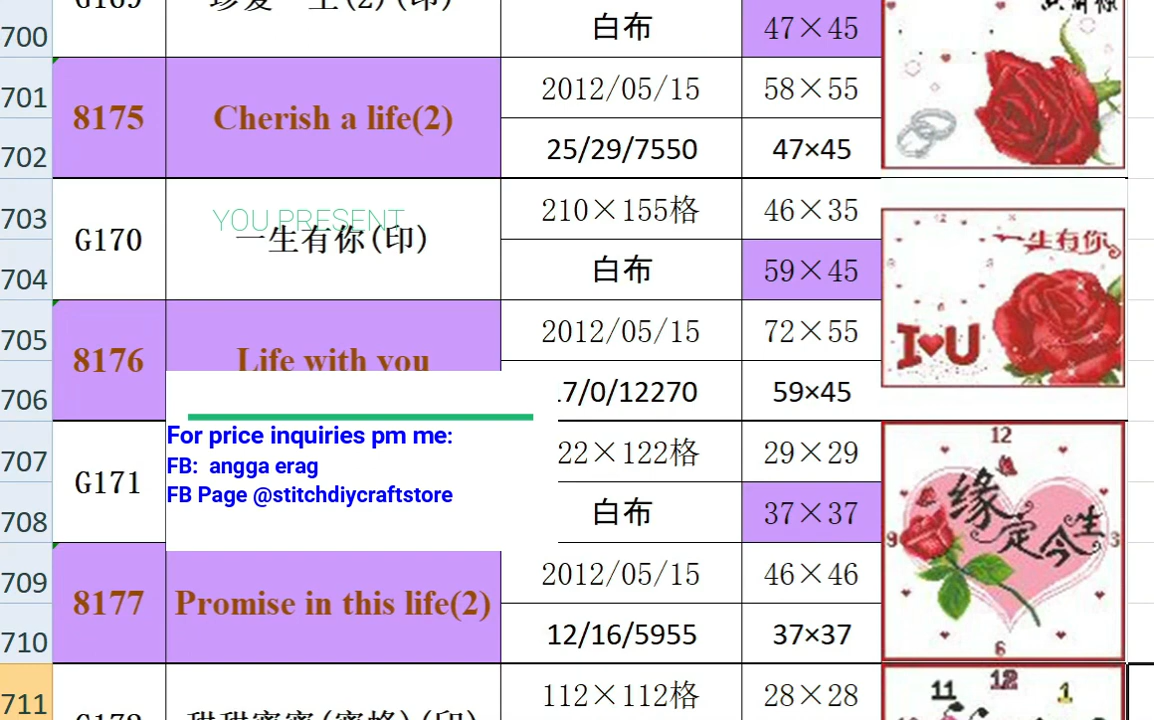 700
白布
47×45
701
8175
Cherish a life(2)
2012/05/15
58×55
702
25/29/7550
47×45
703
YOU PRESENT
210×155格
46×35
G170
一生有你(印)
一生有你
704
白布
59×45
I U
705
2012/05/15
72×55
8176
Life with you
706
7/0/12270
59×45
For price inquiries pm me:
FB: angga erag
FB Page @stitchdiycraftstore
707
22×122格
29×29
12
G171
缘定今生
708
白布
37×37
9
3
709
2012/05/15
46×46
8177
Promise in this life(2)
710
12/16/5955
37×37
6
711
112×112格
28×28
11
12
1